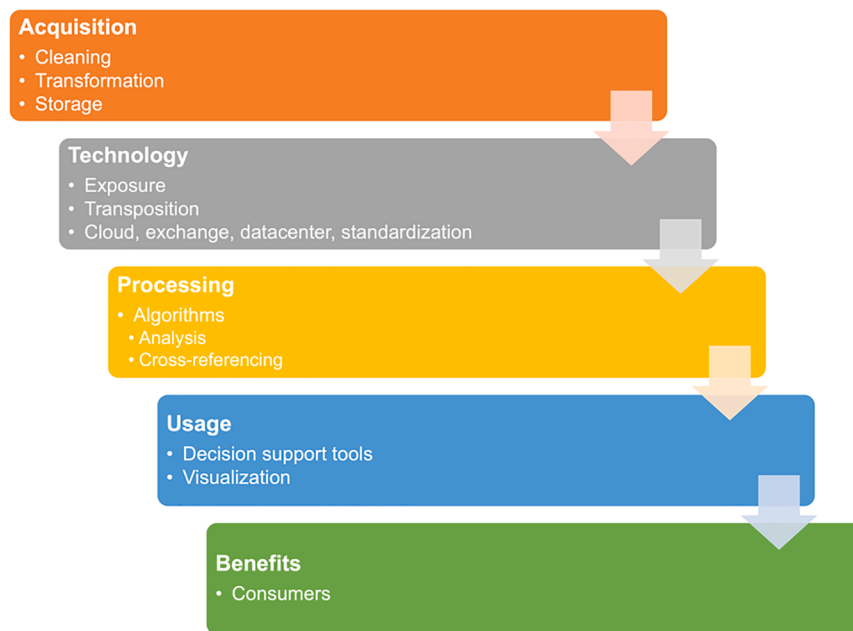 Acquisition
• Cleaning
• Transformation
• Storage
Technology
• Exposure
• Transposition
• Cloud, exchange, datacenter, standardization
Processing
• Algorithms
• Analysis
• Cross-referencing
Usage
• Decision support tools
• Visualization
Benefits
• Consumers